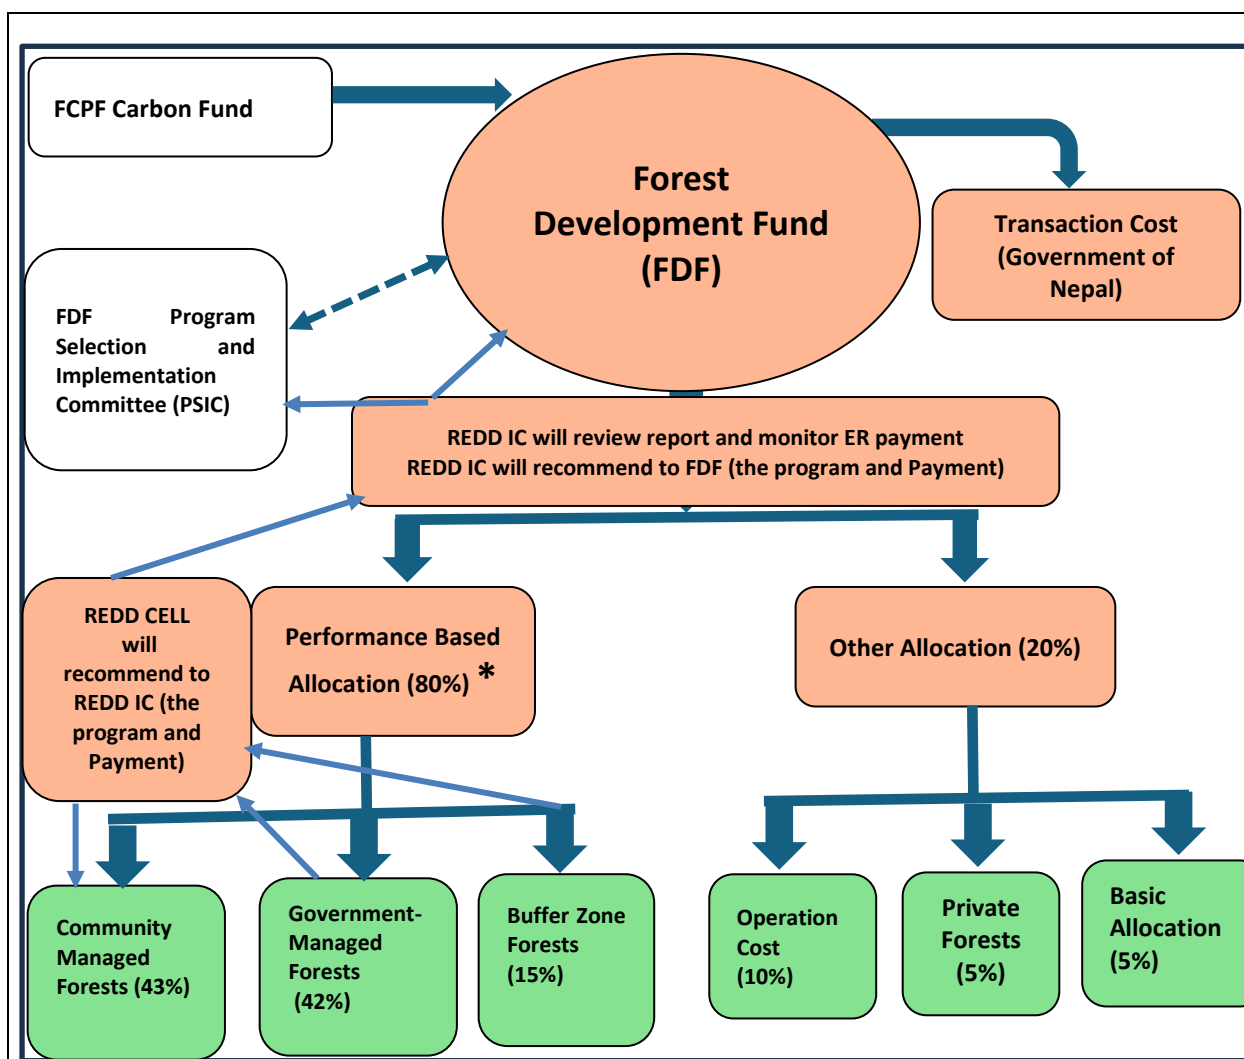 FCPF Carbon Fund
Forest
Development Fund
(FDF)
Transaction Cost
(Government of
Nepal)
FDF Program
Selection and
Implementation
Committee (PSIC)
REDD IC will review report and monitor ER payment
REDD IC will recommend to FDF (the program and Payment)
REDD CELL
will
recommend to
REDD IC (the
program and
Payment)
Performance Based
Allocation (80%) *
Other Allocation (20%)
Community
Managed
Forests (43%)
Government-
Managed
Forests
(42%)
Buffer Zone
Forests
(15%)
Operation
Cost
(10%)
Private
Forests
(5%)
Basic
Allocation
(5%)